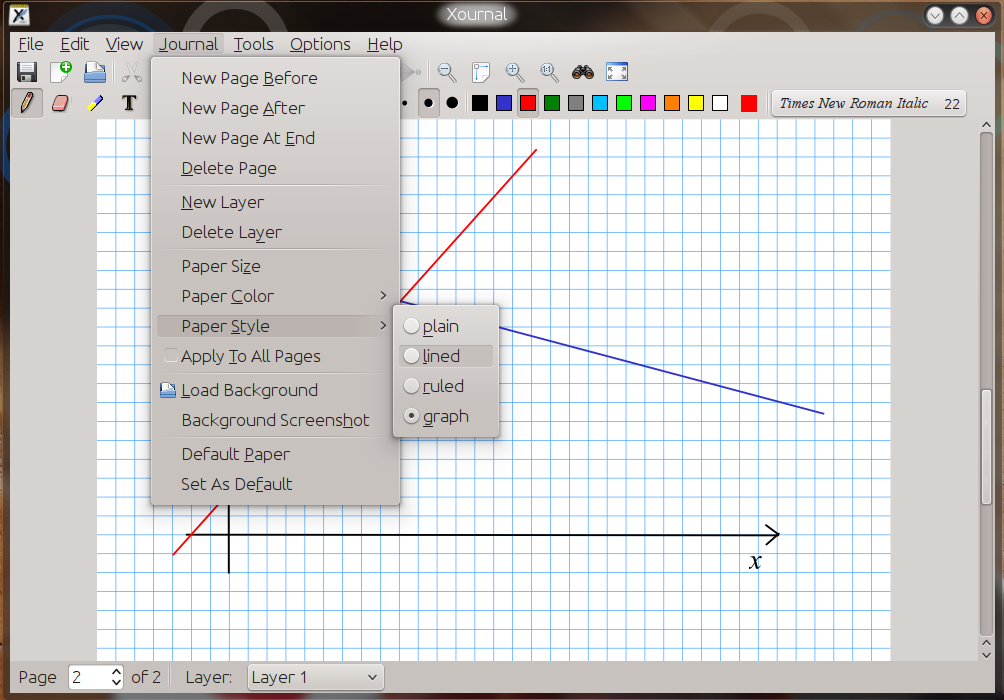 Xournal
File Edit View Journal Tools Options Help
T Times New Roman Italic 22
New Page Before
New Page After
New Page At End
Delete Page
New Layer
Delete Layer
Paper Size
Paper Color
Paper Style
Apply To All Pages
Load Background
Background Screenshot
Default Paper
Set As Default
plain
lined
ruled
graph
x
Page 2 of 2 Layer: Layer 1